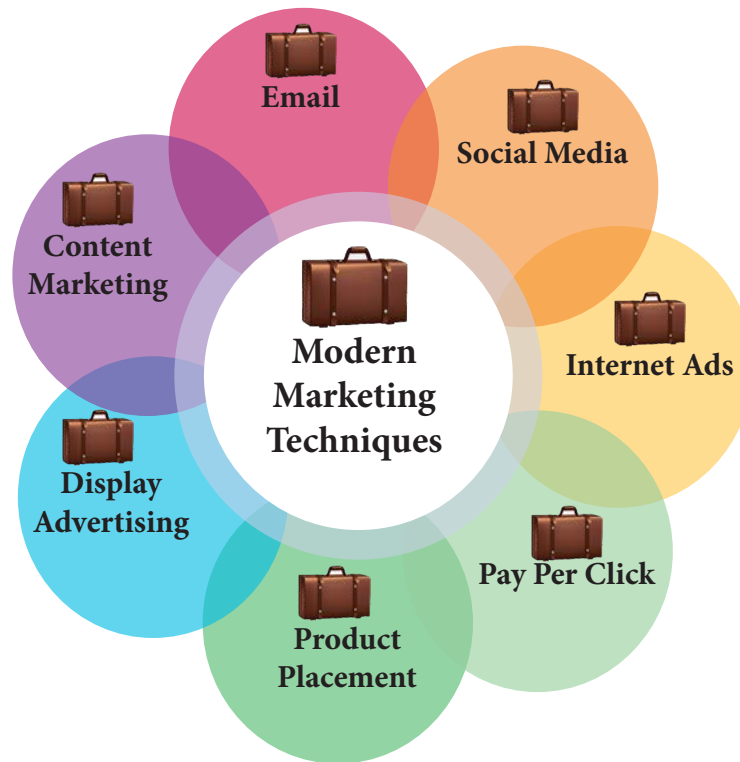 Email
Social Media
Content
Marketing
Modern
Marketing
Techniques
Internet Ads
Display
Advertising
Pay Per Click
Product
Placement